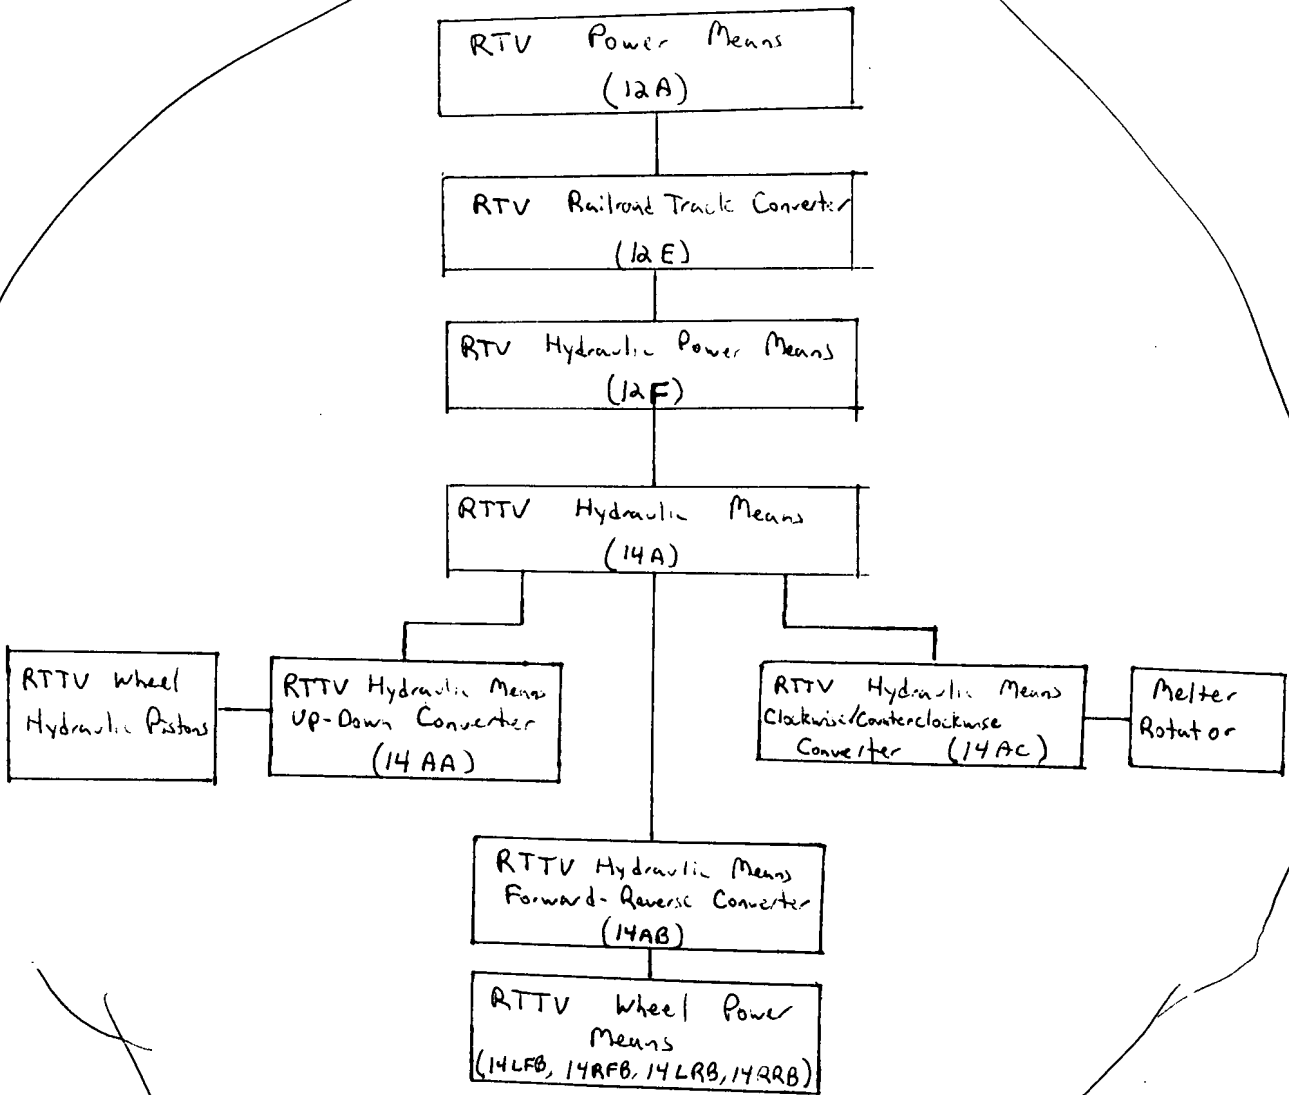 RTV Power Means
(12A)
RTV Railroad Track Converter
(12E)
RTV Hydraulic Power Means
(12F)
RTTV Hydraulic Means
(14A)
RTTV Wheel
Hydraulic Pistons
RTTV Hydraulic Means
Up-Down Converter
(14AA)
RTTV Hydraulic Means
Clockwise/Counterclockwise
Converter (14AC)
Melter
Rotator
RTTV Hydraulic Means
Forward-Reverse Converter
(14AB)
RTTV Wheel Power
Means
(14LFB, 14RFB, 14LRB, 14RRB)